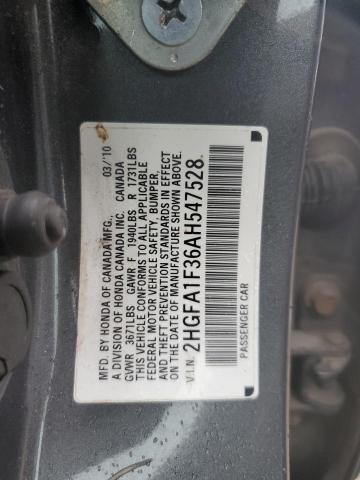 MFD. BY HONDA OF CANADA MFG., 03/'10
A DIVISION OF HONDA CANADA INC. CANADA
GVWR 3671LBS GAWR F 1940LBS R 1731LBS
THIS VEHICLE CONFORMS TO ALL APPLICABLE
FEDERAL MOTOR VEHICLE SAFETY, BUMPER,
AND THEFT PREVENTION STANDARDS IN EFFECT
ON THE DATE OF MANUFACTURE SHOWN ABOVE.
V.I.N. 2HGFA1F36AH547528
PASSENGER CAR